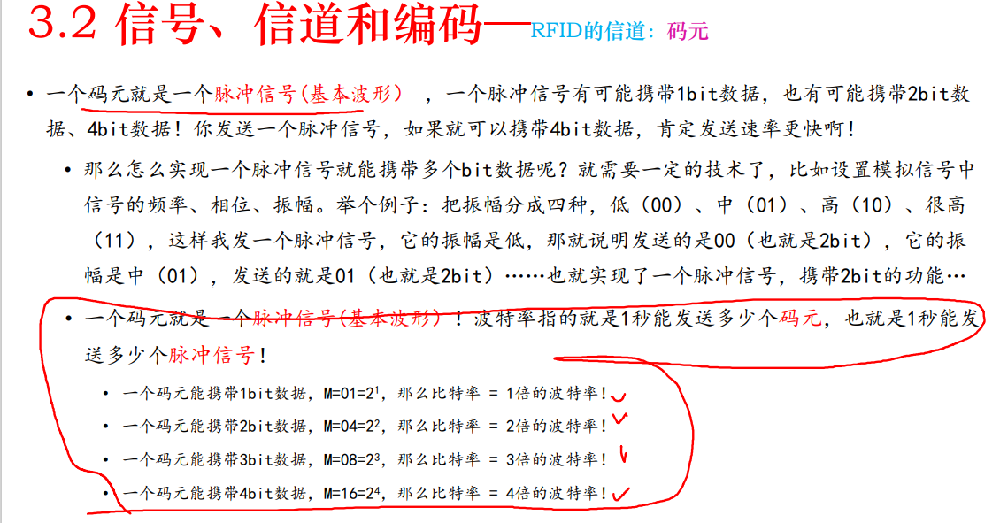 3.2 信号、信道和编码—RFID的信道：码元
• 一个码元就是一个脉冲信号(基本波形） ，一个脉冲信号有可能携带1bit数据，也有可能携带2bit数
据、4bit数据！你发送一个脉冲信号，如果就可以携带4bit数据，肯定发送速率更快啊！
• 那么怎么实现一个脉冲信号就能携带多个bit数据呢？就需要一定的技术了，比如设置模拟信号中
信号的频率、相位、振幅。举个例子：把振幅分成四种，低（00）、中（01）、高（10）、很高
（11），这样我发一个脉冲信号，它的振幅是低，那就说明发送的是00（也就是2bit），它的振
幅是中（01），发送的就是01（也就是2bit）……也就实现了一个脉冲信号，携带2bit的功能…
• 一个码元就是一个脉冲信号(基本波形）！波特率指的就是1秒能发送多少个码元，也就是1秒能发
送多少个脉冲信号！
• 一个码元能携带1bit数据，M=01=2¹，那么比特率 = 1倍的波特率！
• 一个码元能携带2bit数据，M=04=2²，那么比特率 = 2倍的波特率！
• 一个码元能携带3bit数据，M=08=2³，那么比特率 = 3倍的波特率！
• 一个码元能携带4bit数据，M=16=2⁴，那么比特率 = 4倍的波特率！